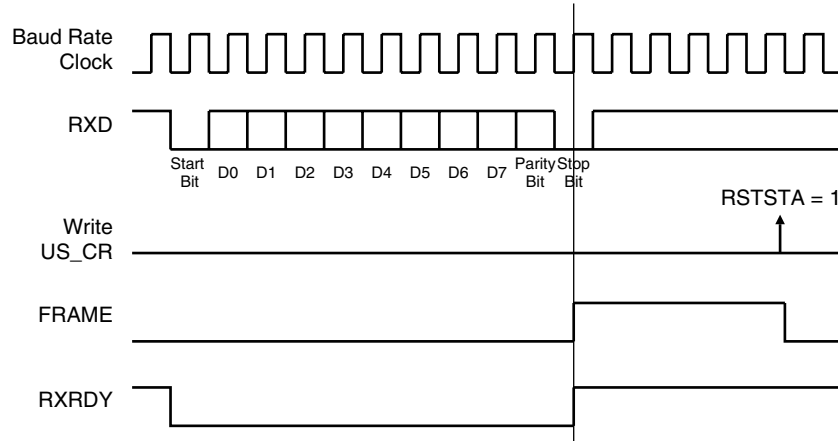 Baud Rate
Clock
RXD
Start
Bit
D0 D1 D2 D3 D4 D5 D6 D7
Parity
Bit
Stop
Bit
RSTSTA = 1
Write
US_CR
FRAME
RXRDY